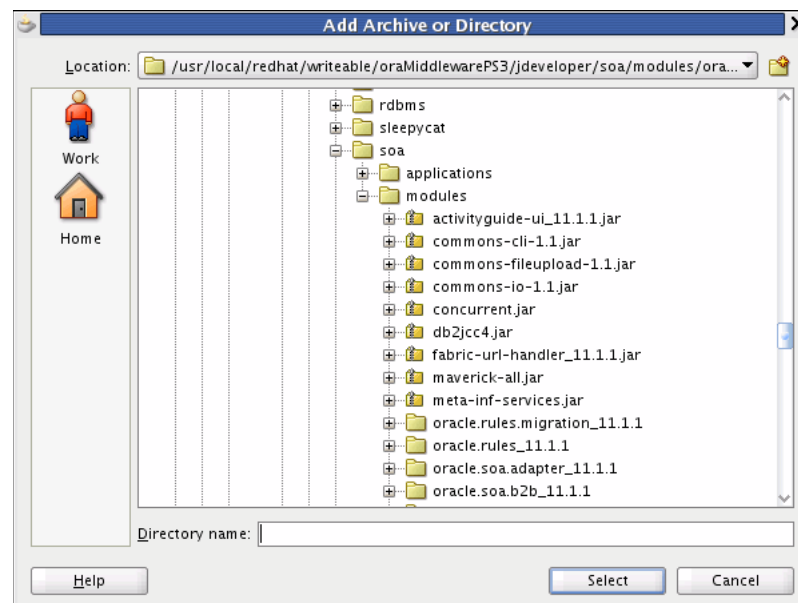 Add Archive or Directory
Location: /usr/local/redhat/writeable/oraMiddlewarePS3/jdeveloper/soa/modules/ora...
Work
Home
rdbms
sleepycat
soa
applications
modules
activityguide-ui_11.1.1.jar
commons-cli-1.1.jar
commons-fileupload-1.1.jar
commons-io-1.1.jar
concurrent.jar
db2jcc4.jar
fabric-url-handler_11.1.1.jar
maverick-all.jar
meta-inf-services.jar
oracle.rules.migration_11.1.1
oracle.rules_11.1.1
oracle.soa.adapter_11.1.1
oracle.soa.b2b_11.1.1
Directory name:
Help Select Cancel